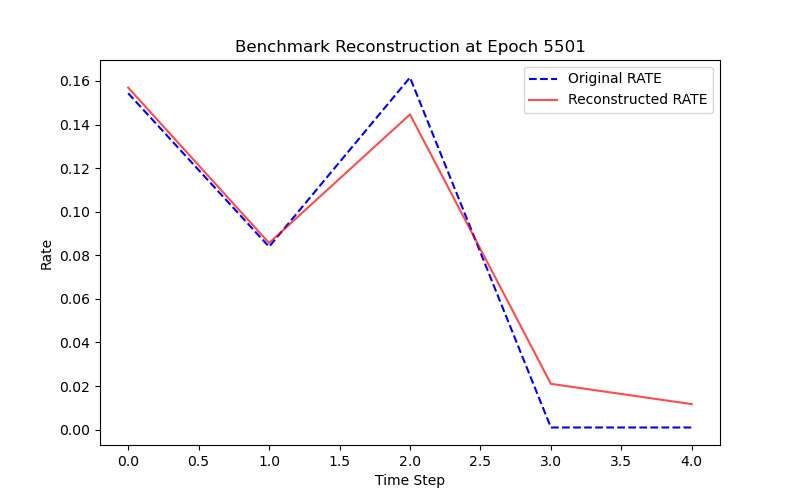 Benchmark Reconstruction at Epoch 5501
Original RATE
Reconstructed RATE
Rate
0.16
0.14
0.12
0.10
0.08
0.06
0.04
0.02
0.00
0.0 0.5 1.0 1.5 2.0 2.5 3.0 3.5 4.0
Time Step